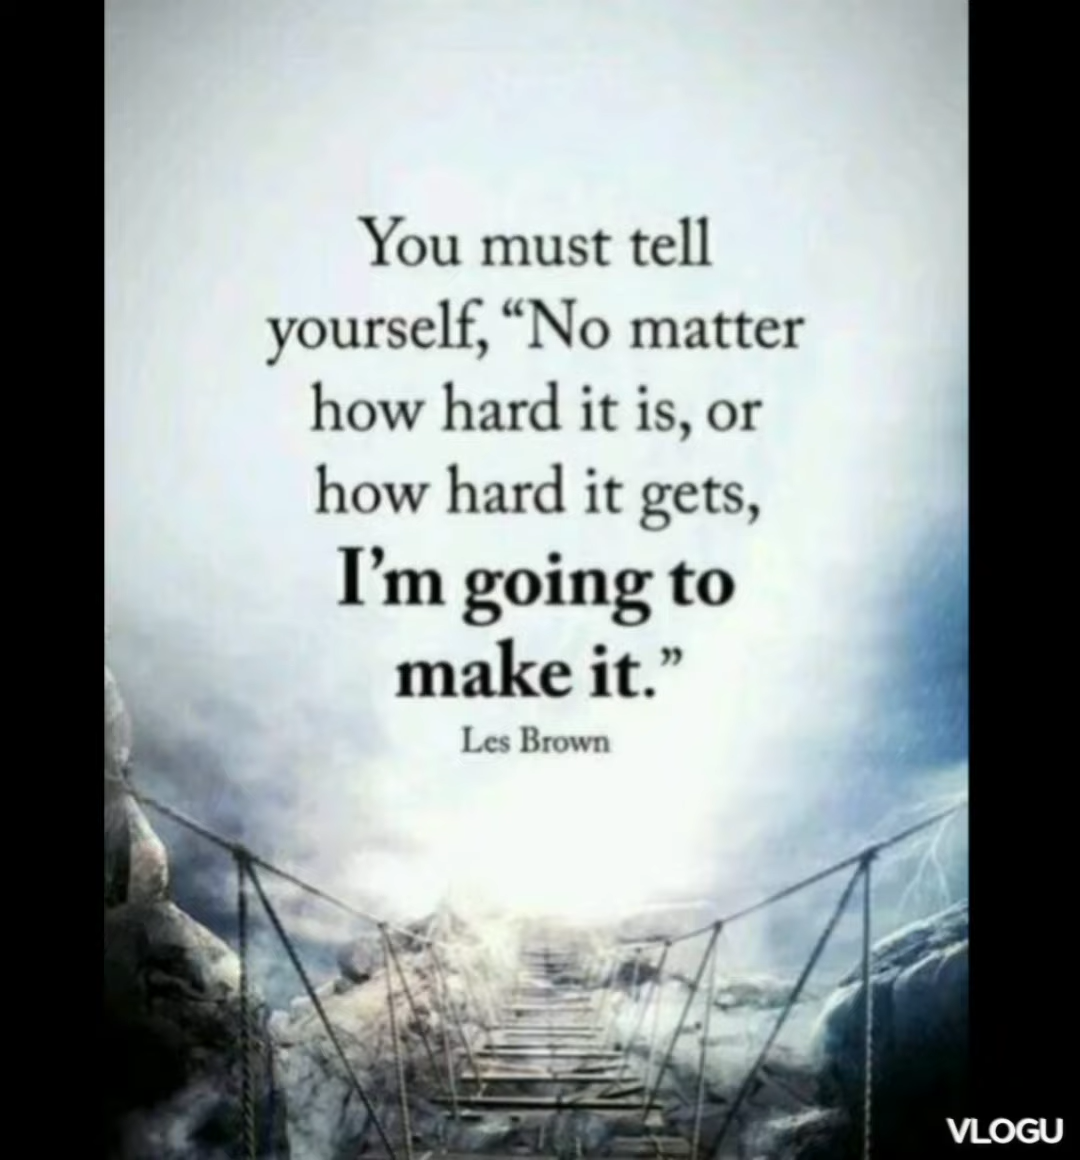 You must tell
yourself, “No matter
how hard it is, or
how hard it gets,
I’m going to
make it.”
Les Brown
VLOGU